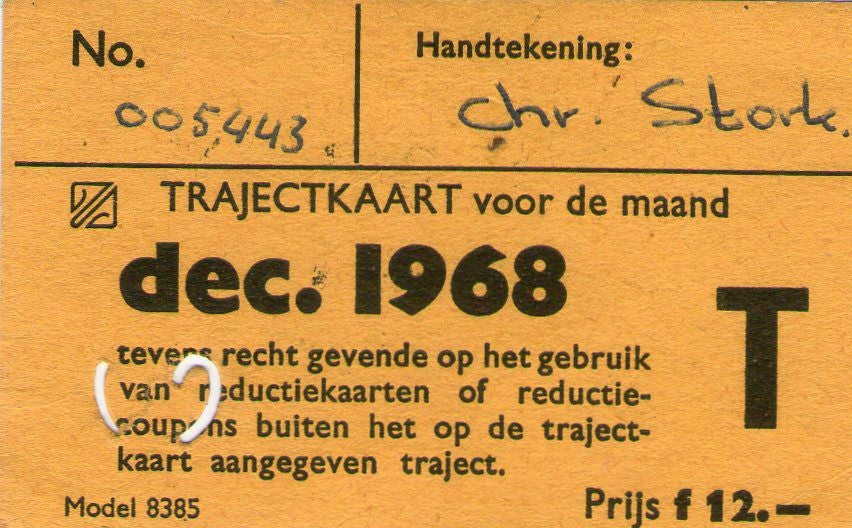 No.
Handtekening:
005443
Chr. Stork.
TRAJECTKAART voor de maand
dec. 1968
T
tevens recht gevende op het gebruik
van reductiekaarten of reductie-
coupons buiten het op de traject-
kaart aangegeven traject.
Model 8385
Prijs f 12.—